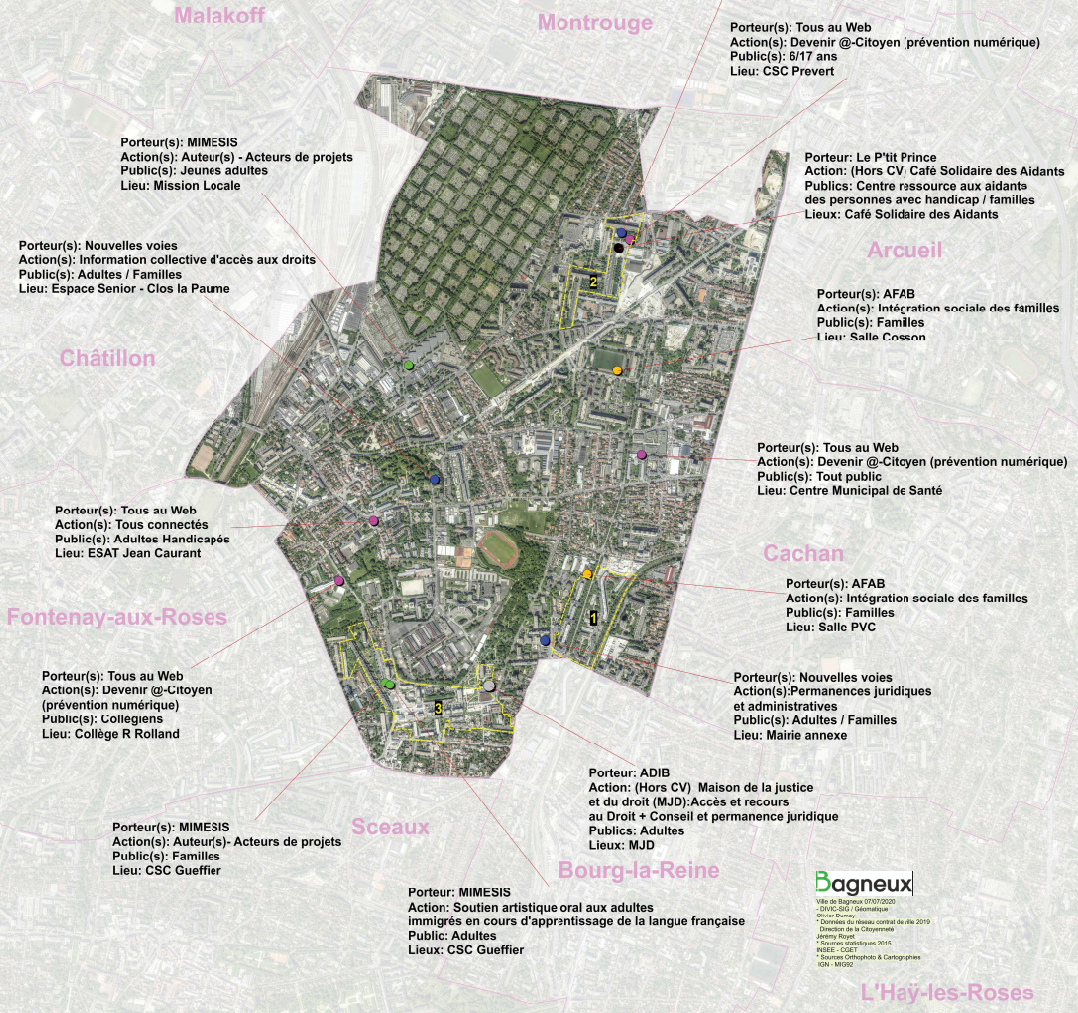 Malakoff
Montrouge
Porteur(s): Tous au Web
Action(s): Devenir @-Citoyen (prévention numérique)
Public(s): 6/17 ans
Lieu: CSC Prevert
Porteur(s): MIMESIS
Action(s): Auteur(s) - Acteurs de projets
Public(s): Jeunes adultes
Lieu: Mission Locale
Porteur: Le P'tit Prince
Action: (Hors CV) Café Solidaire des Aidants
Publics: Centre ressource aux aidants
des personnes avec handicap / familles
Lieux: Café Solidaire des Aidants
Porteur(s): Nouvelles voies
Action(s): Information collective d'accès aux droits
Public(s): Adultes / Familles
Lieu: Espace Senior - Clos la Paume
Arcueil
2
Porteur(s): AFAB
Action(s): Intégration sociale des familles
Public(s): Familles
Lieu: Salle Cosson
Châtillon
Porteur(s): Tous au Web
Action(s): Devenir @-Citoyen (prévention numérique)
Public(s): Tout public
Lieu: Centre Municipal de Santé
Porteur(s): Tous au Web
Action(s): Tous connectés
Public(s): Adultes Handicapés
Lieu: ESAT Jean Caurant
Cachan
Porteur(s): AFAB
Action(s): Intégration sociale des familles
Public(s): Familles
Lieu: Salle PVC
Fontenay-aux-Roses
1
Porteur(s): Tous au Web
Action(s): Devenir @-Citoyen
(prévention numérique)
Public(s): Collégiens
Lieu: Collège R Rolland
Porteur(s): Nouvelles voies
Action(s):Permanences juridiques
et administratives
Public(s): Adultes / Familles
Lieu: Mairie annexe
3
Porteur: ADIB
Action: (Hors CV) Maison de la justice
et du droit (MJD):Accès et recours
au Droit + Conseil et permanence juridique
Publics: Adultes
Lieux: MJD
Porteur(s): MIMESIS
Action(s): Auteur(s)- Acteurs de projets
Public(s): Familles
Lieu: CSC Gueffier
Sceaux
Bourg-la-Reine
Porteur: MIMESIS
Action: Soutien artistique oral aux adultes
immigrés en cours d'apprentissage de la langue française
Public: Adultes
Lieux: CSC Gueffier
Bagneux
Ville de Bagneux 07/07/2020
- DIVIC-SIG / Géomatique
* Données du réseau contrat de ville 2019
Direction de la Citoyenneté
Jérémy Royet
* Sources statistiques 2015
INSEE - CGET
* Sources Orthophoto & Cartographies
IGN - MIG92
L'Haÿ-les-Roses